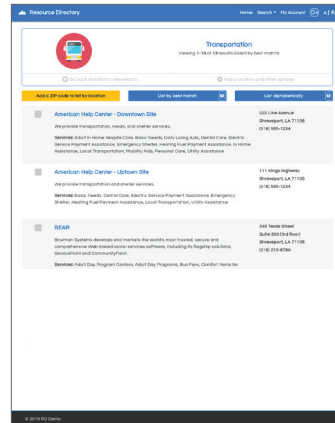 Resource Directory
Home Search My Account A | A
Transportation
Viewing 1-18 of 18 results (listed by best match)
Go back and start a new search
Add a location and other options
Add a ZIP code to list by location
List by best match
List alphabetically
American Help Center - Downtown Site
We provide transportation, needs, and shelter services.
Services: Adult In Home Respite Care, Basic Needs, Daily Living Aids, Dental Care, Electric
Service Payment Assistance, Emergency Shelter, Heating Fuel Payment Assistance, In Home
Assistance, Local Transportation, Mobility Aids, Personal Care, Utility Assistance
Line Avenue
Shreveport, LA 71106
(318) 555-1234
American Help Center - Uptown Site
We provide transportation and shelter services.
Services: Basic Needs, Dental Care, Electric Service Payment Assistance, Emergency
Shelter, Heating Fuel Payment Assistance, Local Transportation, Utility Assistance
111 Kings Highway
Shreveport, LA 71105
(318) 555-1234
BEAR
Bowman Systems develops and markets the world's most trusted, secure and
comprehensive Web-based social services software, including its flagship solutions,
ServicePoint and CommunityPoint.
Services: Adult Day Program Centers, Adult Day Programs, Bus Fare, Comfort Items for
333 Texas Street
Suite 300 (3rd floor)
Shreveport, LA 71105
(318) 213-8780
© 2019 RD Demo